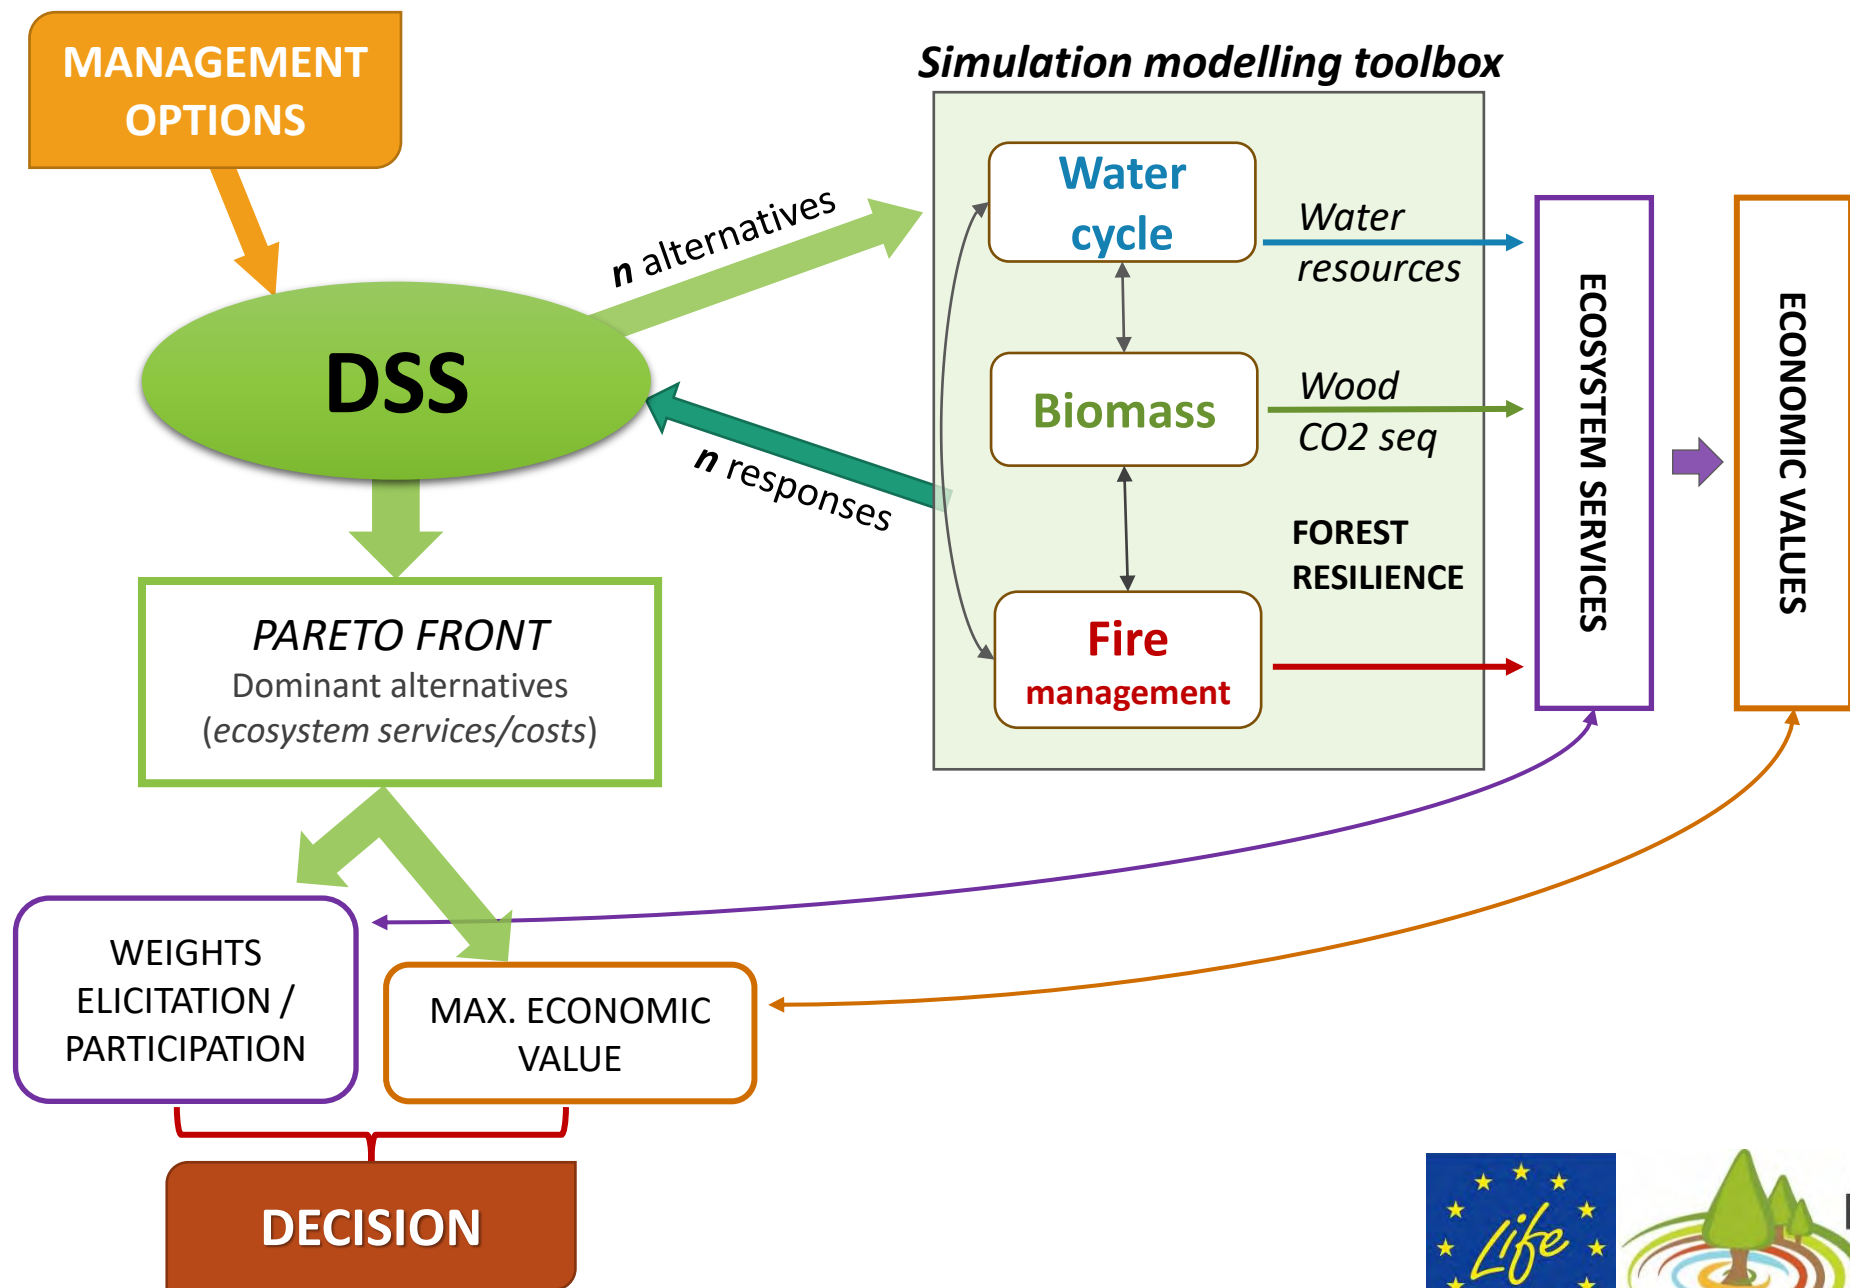 MANAGEMENT
OPTIONS
Simulation modelling toolbox
n alternatives
DSS
n responses
Water
cycle
Water
resources
Biomass
Wood
CO2 seq
FOREST
RESILIENCE
Fire
management
ECOSYSTEM SERVICES
ECONOMIC VALUES
PARETO FRONT
Dominant alternatives
(ecosystem services/costs)
WEIGHTS
ELICITATION /
PARTICIPATION
MAX. ECONOMIC
VALUE
DECISION
Life